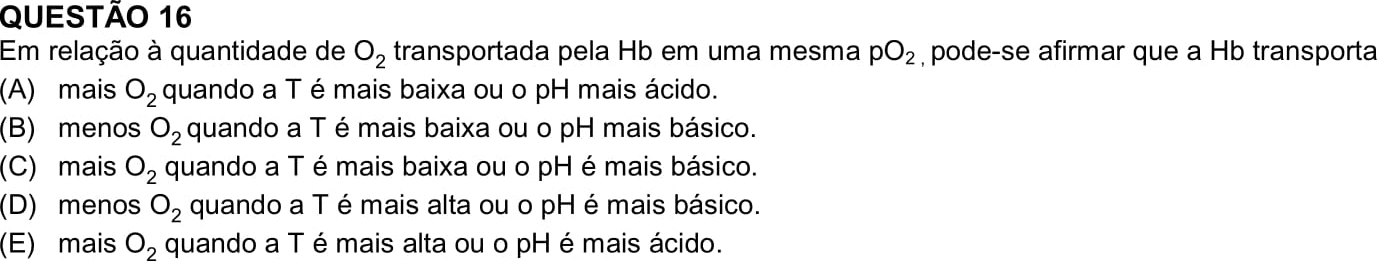 QUESTÃO 16
Em relação à quantidade de O₂ transportada pela Hb em uma mesma pO₂, pode-se afirmar que a Hb transporta
(A) mais O₂ quando a T é mais baixa ou o pH mais ácido.
(B) menos O₂ quando a T é mais baixa ou o pH mais básico.
(C) mais O₂ quando a T é mais baixa ou o pH é mais básico.
(D) menos O₂ quando a T é mais alta ou o pH é mais básico.
(E) mais O₂ quando a T é mais alta ou o pH é mais ácido.